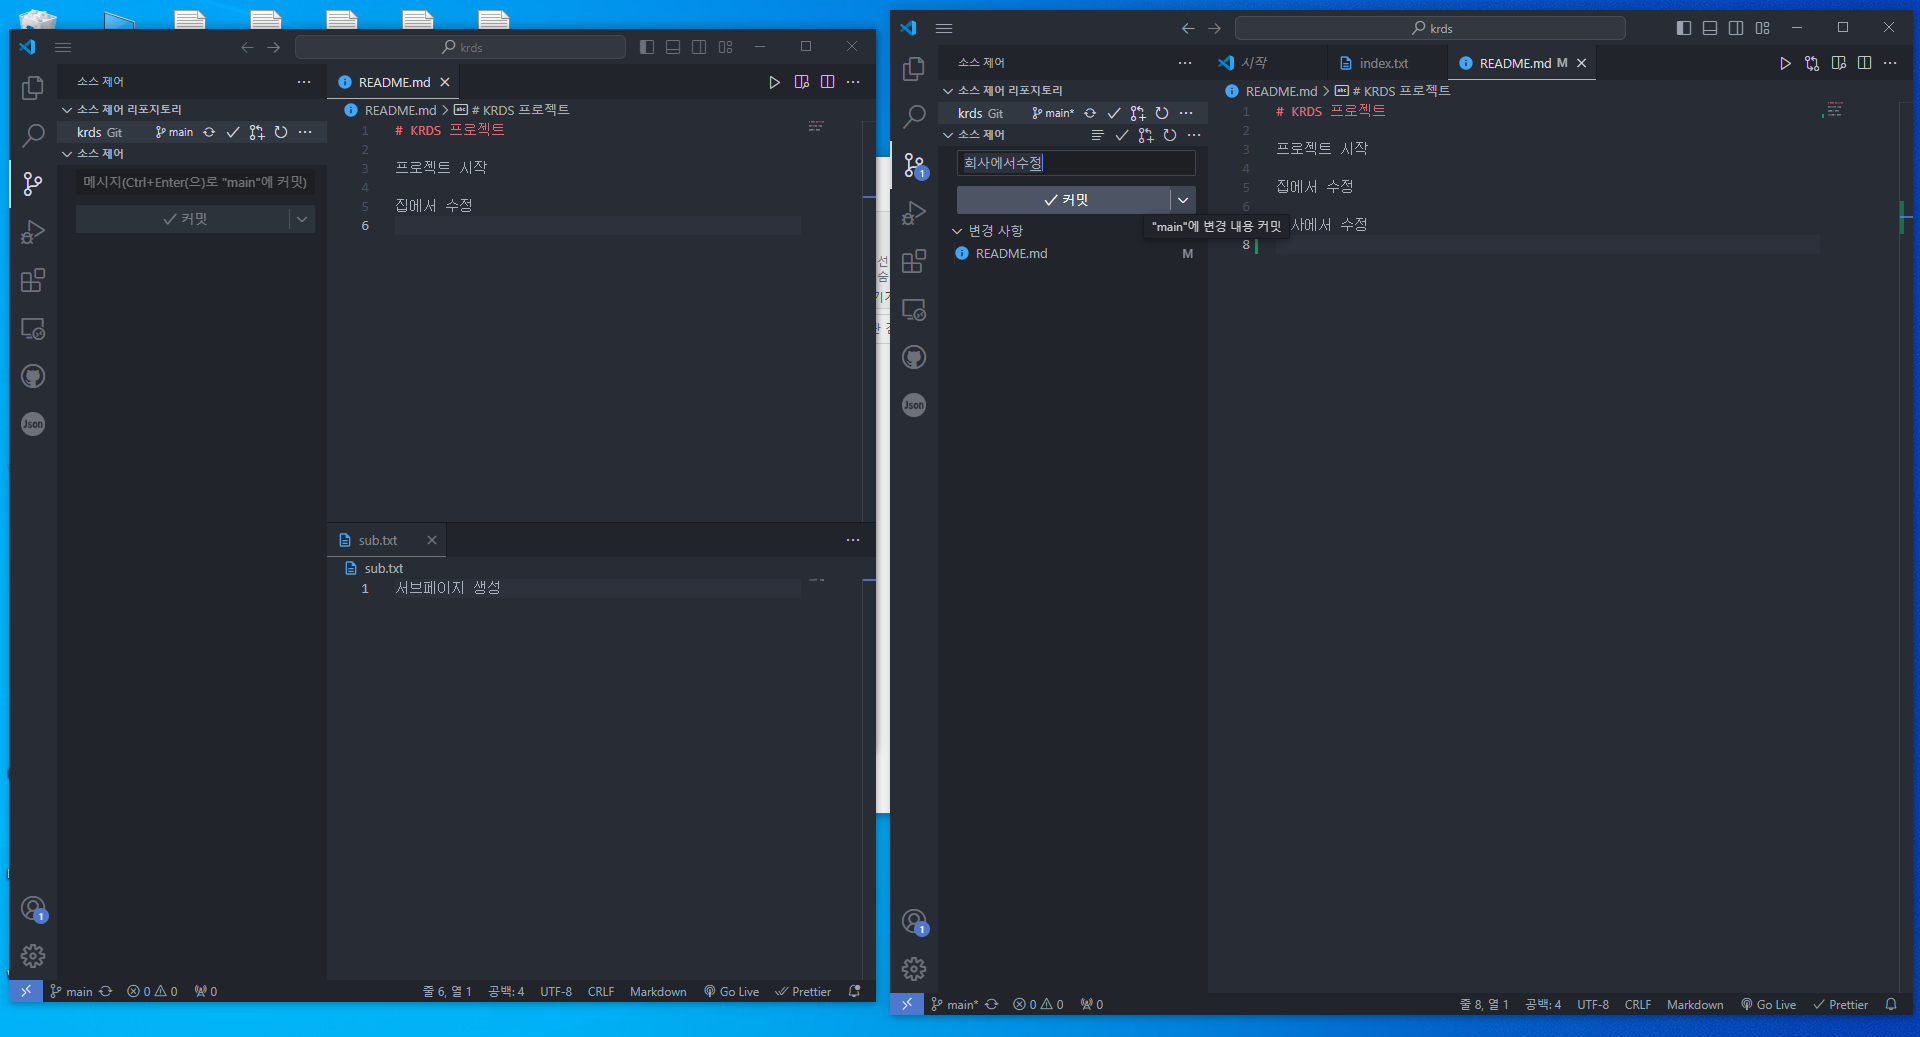 krds
소스 제어
README.md
소스 제어 리포지토리
krds Git main
소스 제어
메시지(Ctrl+Enter(으)로 "main"에 커밋)
커밋
README.md > # KRDS 프로젝트
1 # KRDS 프로젝트
2
3 프로젝트 시작
4
5 집에서 수정
6
Json
sub.txt
sub.txt
1 서브페이지 생성
1
main 0 0 0 줄 6, 열 1 공백: 4 UTF-8 CRLF Markdown Go Live Prettier
krds
소스 제어
시작 index.txt README.md M
소스 제어 리포지토리
krds Git main*
소스 제어
회사에서수정
커밋
"main"에 변경 내용 커밋
변경 사항
README.md M
1
README.md > # KRDS 프로젝트
1 # KRDS 프로젝트
2
3 프로젝트 시작
4
5 집에서 수정
6
사에서 수정
8
Json
1
main* 0 0 0 줄 8, 열 1 공백: 4 UTF-8 CRLF Markdown Go Live Prettier